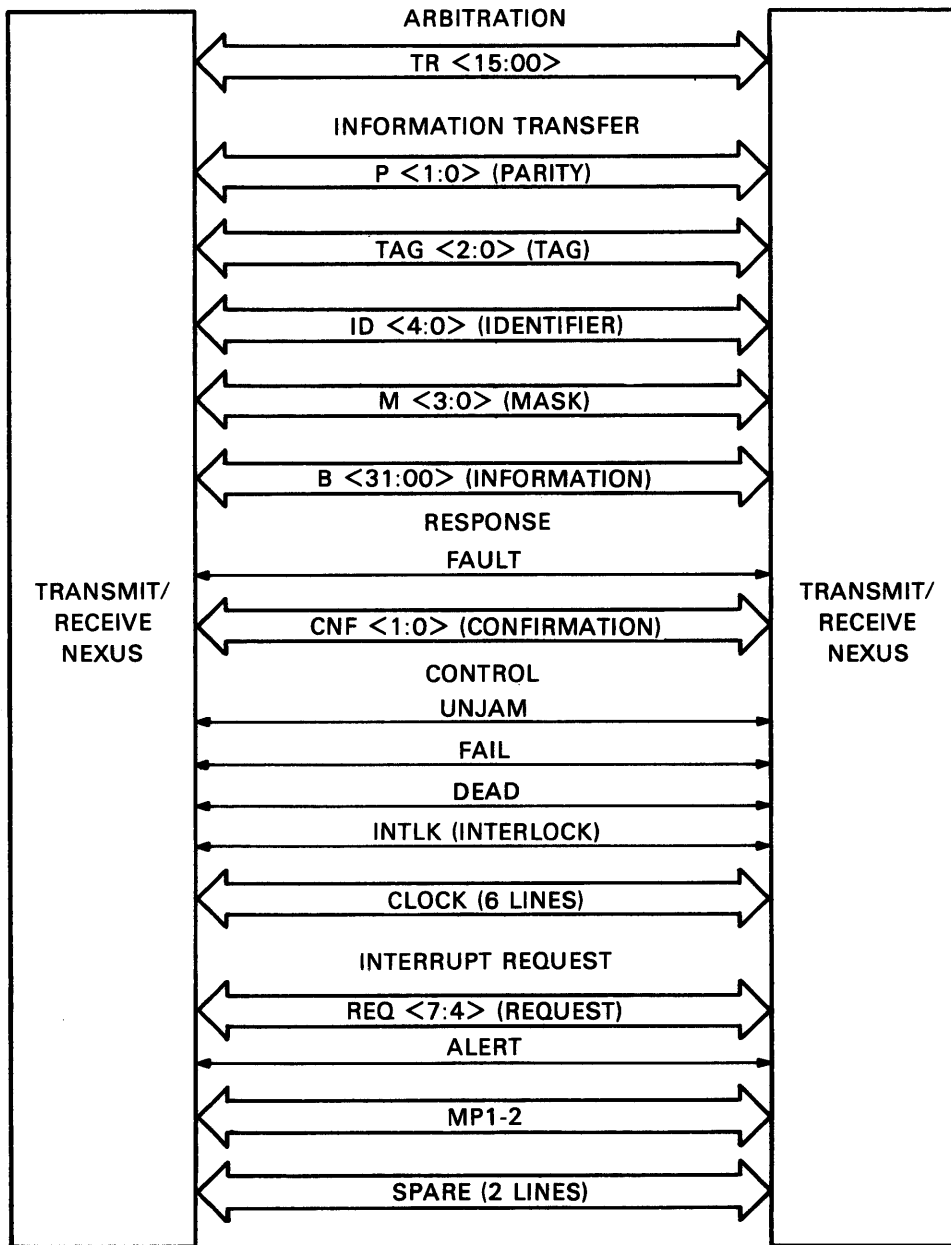 ARBITRATION
TR <15:00>
INFORMATION TRANSFER
P <1:0> (PARITY)
TAG <2:0> (TAG)
ID <4:0> (IDENTIFIER)
M <3:0> (MASK)
B <31:00> (INFORMATION)
RESPONSE
FAULT
TRANSMIT/
RECEIVE
NEXUS
CNF <1:0> (CONFIRMATION)
TRANSMIT/
RECEIVE
NEXUS
CONTROL
UNJAM
FAIL
DEAD
INTLK (INTERLOCK)
CLOCK (6 LINES)
INTERRUPT REQUEST
REQ <7:4> (REQUEST)
ALERT
MP1-2
SPARE (2 LINES)